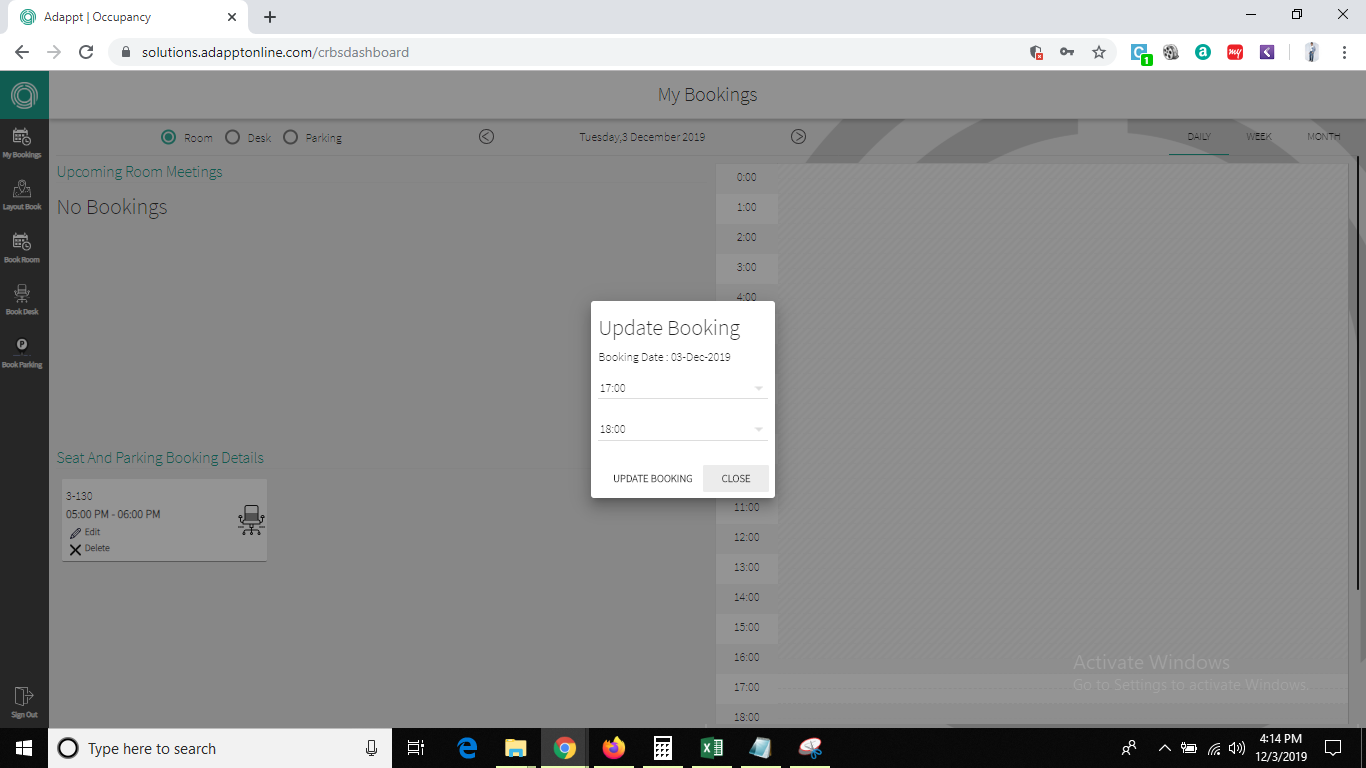 Adappt | Occupancy
solutions.adapptonline.com/crbsdashboard
1
my
My Bookings
My Bookings
Layout Book
Book Room
Book Desk
P
Book Parking
Sign Out
Room
Desk
Parking
Tuesday,3 December 2019
DAILY
WEEK
MONTH
Upcoming Room Meetings
No Bookings
Seat And Parking Booking Details
3-130
05:00 PM - 06:00 PM
Edit
Delete
0:00
1:00
2:00
3:00
4:00
Update Booking
Booking Date : 03-Dec-2019
17:00
18:00
UPDATE BOOKING
CLOSE
11:00
12:00
13:00
14:00
15:00
16:00
17:00
18:00
Activate Windows
Go to Settings to activate Windows.
Type here to search
4:14 PM
12/3/2019